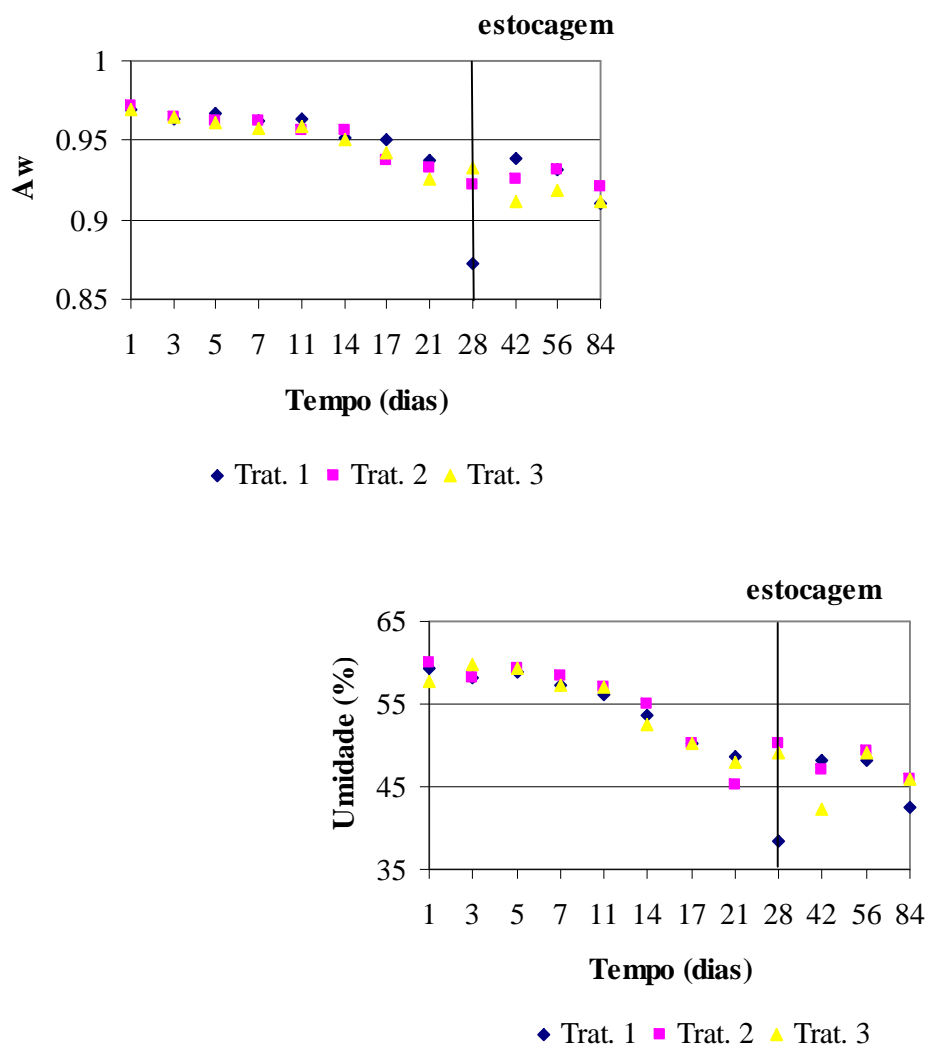 estocagem
1
0.95
0.9
0.85
Aw
1 3 5 7 11 14 17 21 28 42 56 84
Tempo (dias)
Trat. 1 Trat. 2 Trat. 3
estocagem
65
55
45
35
Umidade (%)
1 3 5 7 11 14 17 21 28 42 56 84
Tempo (dias)
Trat. 1 Trat. 2 Trat. 3